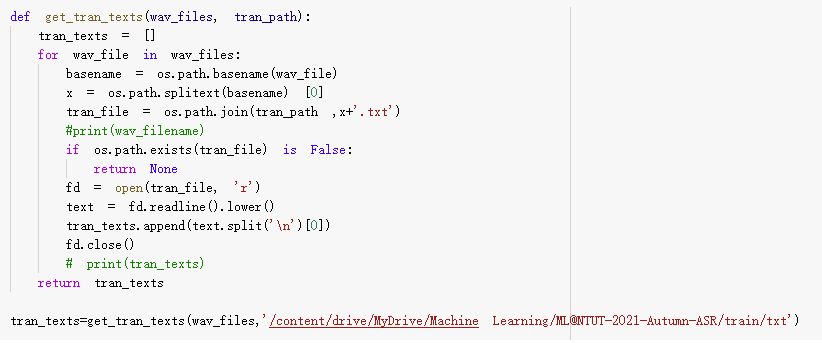 def get_tran_texts(wav_files, tran_path):
    tran_texts = []
    for wav_file in wav_files:
        basename = os.path.basename(wav_file)
        x = os.path.splitext(basename) [0]
        tran_file = os.path.join(tran_path ,x+'.txt')
        #print(wav_filename)
        if os.path.exists(tran_file) is False:
            return None
        fd = open(tran_file, 'r')
        text = fd.readline().lower()
        tran_texts.append(text.split('\n')[0])
        fd.close()
        # print(tran_texts)
    return tran_texts

tran_texts=get_tran_texts(wav_files,'/content/drive/MyDrive/Machine Learning/ML@NTUT-2021-Autumn-ASR/train/txt')